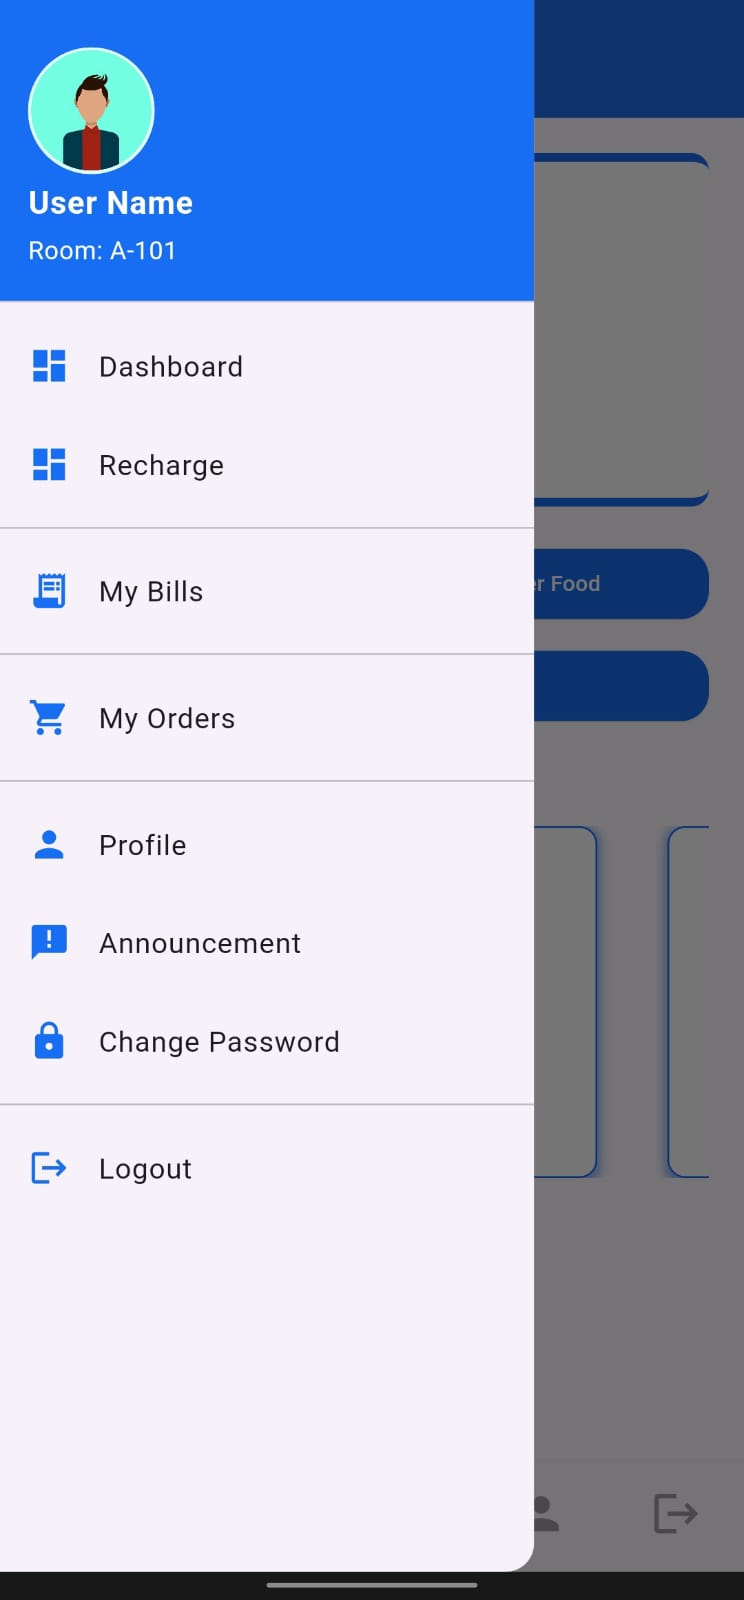 User Name
Room: A-101
Dashboard
Recharge
My Bills
Food
My Orders
Profile
Announcement
Change Password
Logout